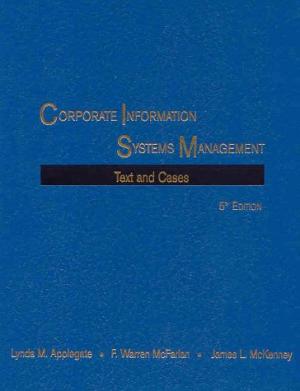 CORPORATE INFORMATION
SYSTEMS MANAGEMENT
Text and Cases
5th EDITION
Lynda M. Applegate • F. Warren McFarlan • James L. McKenney